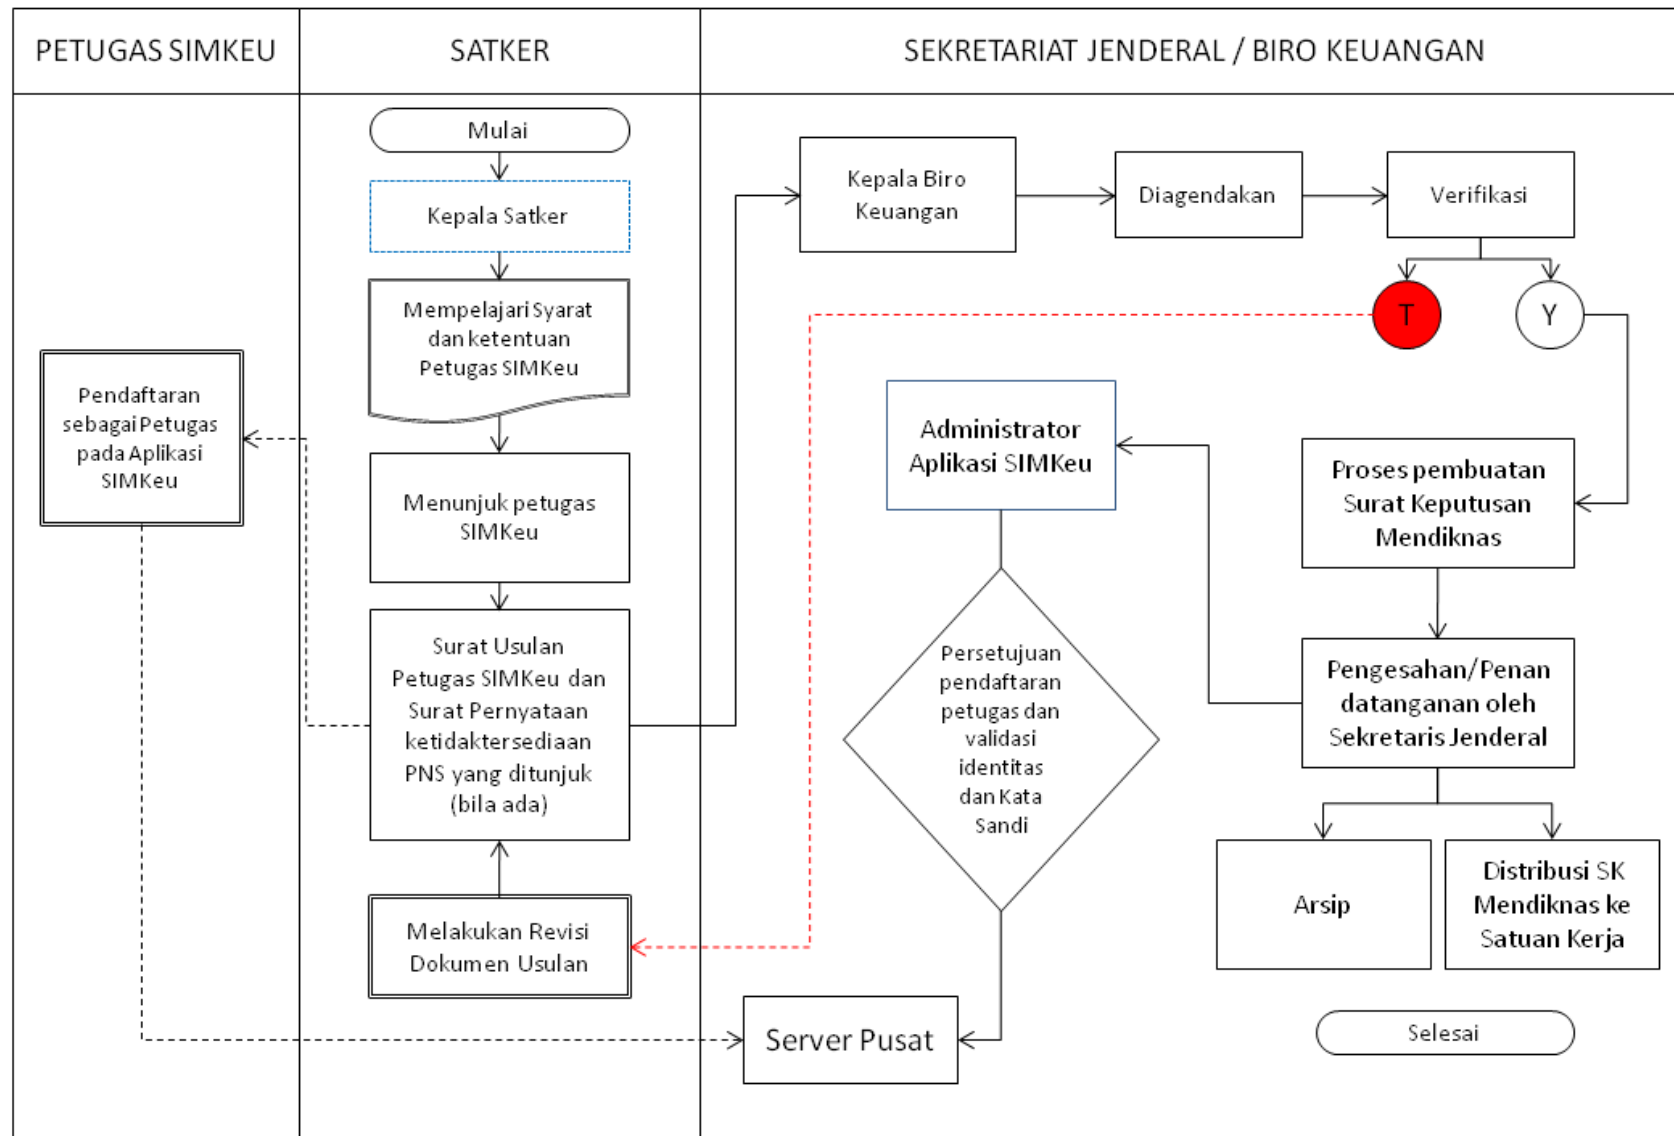 PETUGAS SIMKEU
SATKER
SEKRETARIAT JENDERAL / BIRO KEUANGAN
Pendaftaran
sebagai Petugas
pada Aplikasi
SIMKeu
Mulai
Kepala Satker
Mempelajari Syarat
dan ketentuan
Petugas SIMKeu
Menunjuk petugas
SIMKeu
Surat Usulan
Petugas SIMKeu dan
Surat Pernyataan
ketidaktersediaan
PNS yang ditunjuk
(bila ada)
Melakukan Revisi
Dokumen Usulan
Kepala Biro
Keuangan
Diagendakan
Verifikasi
T
Y
Proses pembuatan
Surat Keputusan
Mendiknas
Pengesahan/Penan
datanganan oleh
Sekretaris Jenderal
Administrator
Aplikasi SIMKeu
Persetujuan
pendaftaran
petugas dan
validasi
identitas
dan Kata
Sandi
Server Pusat
Arsip
Distribusi SK
Mendiknas ke
Satuan Kerja
Selesai